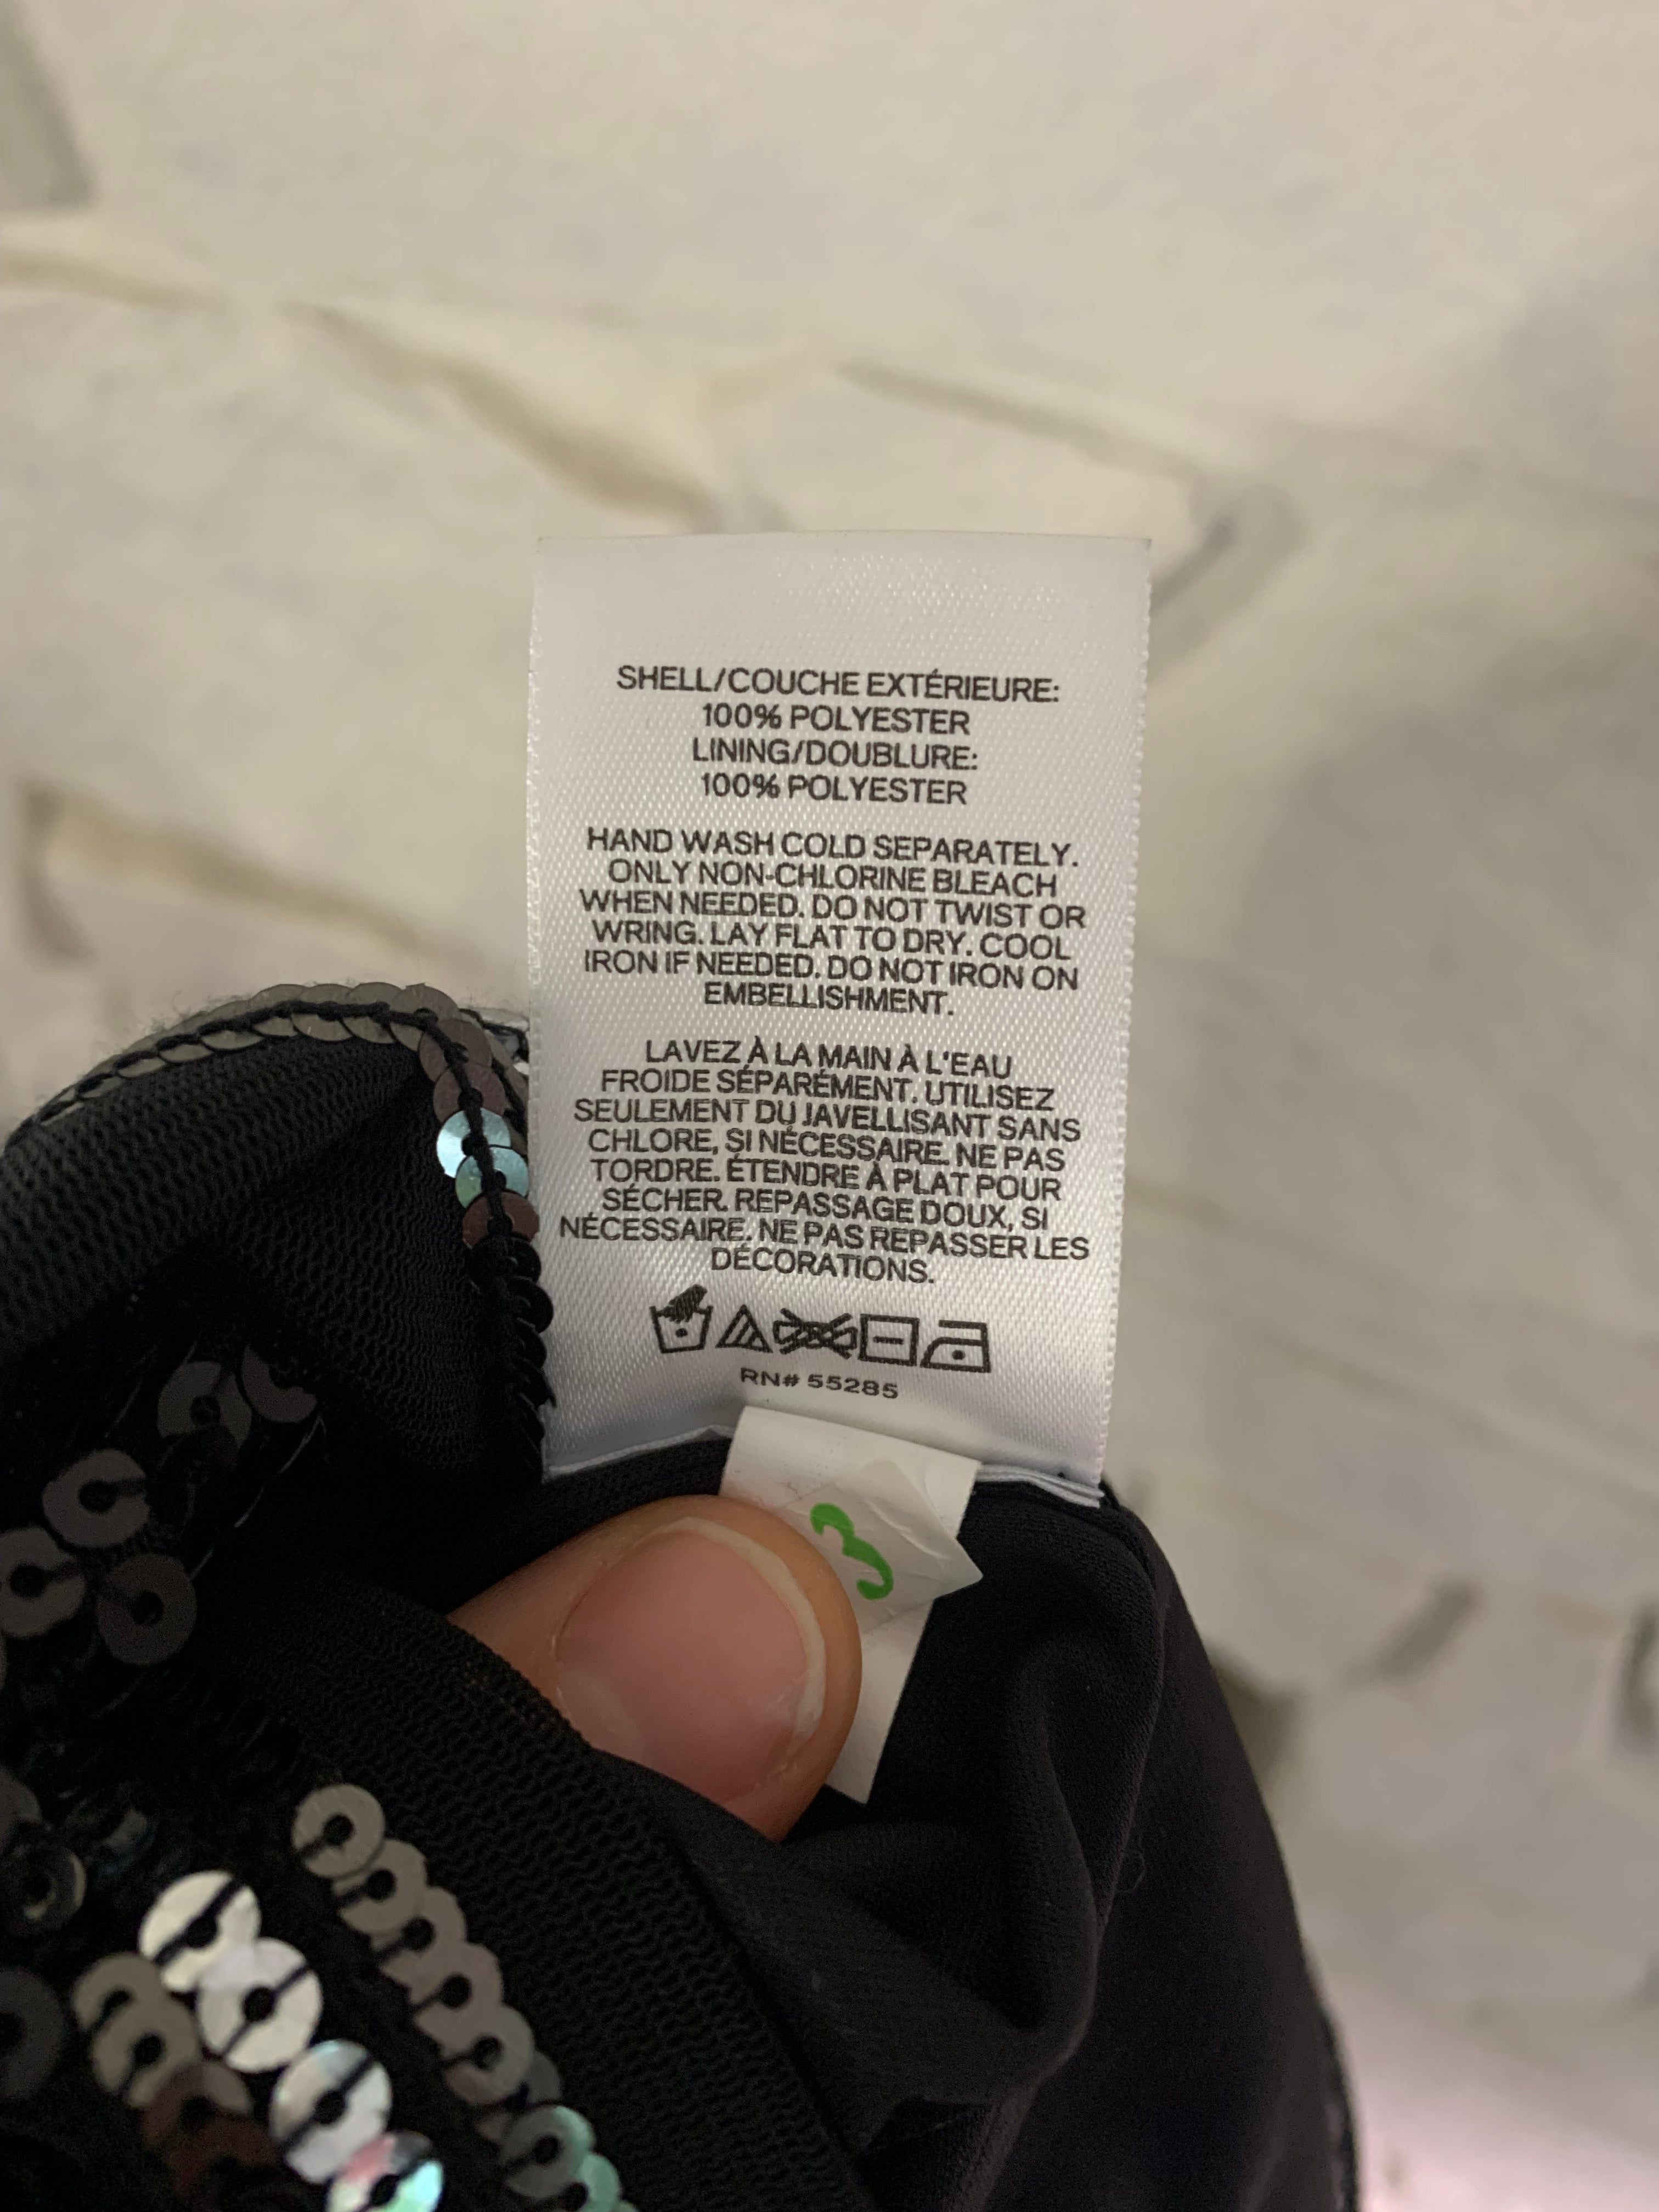 SHELL/COUCHE EXTÉRIEURE:
100% POLYESTER
LINING/DOUBLURE:
100% POLYESTER
HAND WASH COLD SEPARATELY.
ONLY NON-CHLORINE BLEACH
WHEN NEEDED. DO NOT TWIST OR
WRING. LAY FLAT TO DRY. COOL
IRON IF NEEDED. DO NOT IRON ON
EMBELLISHMENT.
LAVEZ À LA MAIN À L'EAU
FROIDE SÉPARÉMENT. UTILISEZ
SEULEMENT DU JAVELLISANT SANS
CHLORE, SI NÉCESSAIRE. NE PAS
TORDRE. ÉTENDRE À PLAT POUR
SÉCHER. REPASSAGE DOUX, SI
NÉCESSAIRE. NE PAS REPASSER LES
DÉCORATIONS.
RN# 55285
3